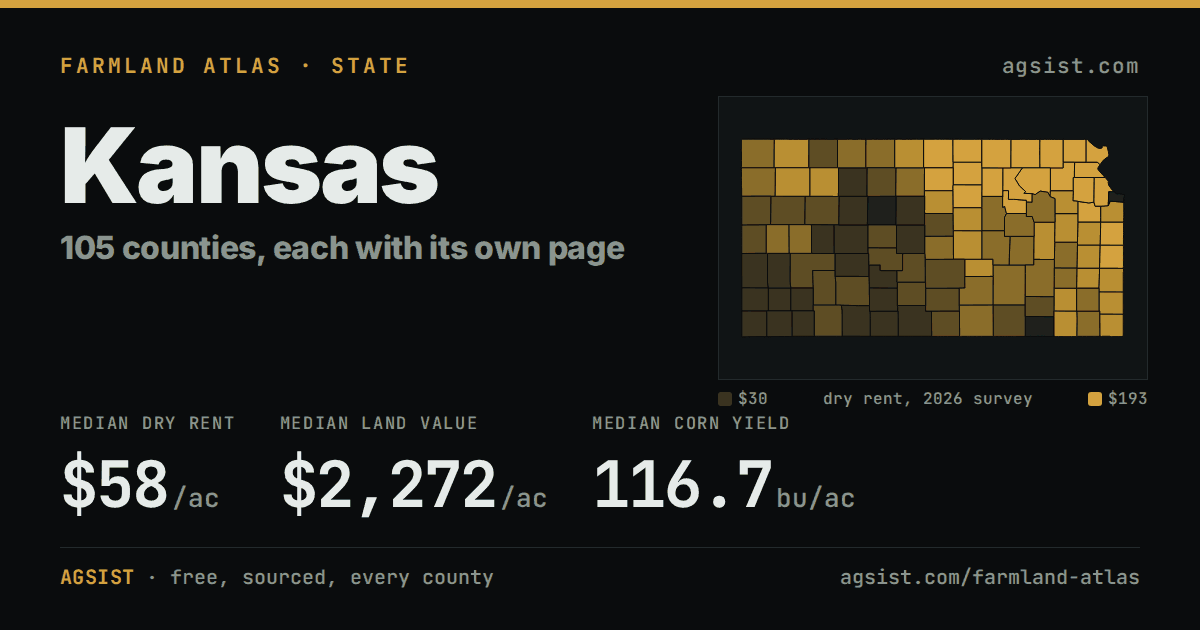 FARMLAND ATLAS · STATE
agsist.com
Kansas
105 counties, each with its own page
$30 dry rent, 2026 survey $193
MEDIAN DRY RENT
$58/ac
MEDIAN LAND VALUE
$2,272/ac
MEDIAN CORN YIELD
116.7bu/ac
AGSIST · free, sourced, every county
agsist.com/farmland-atlas